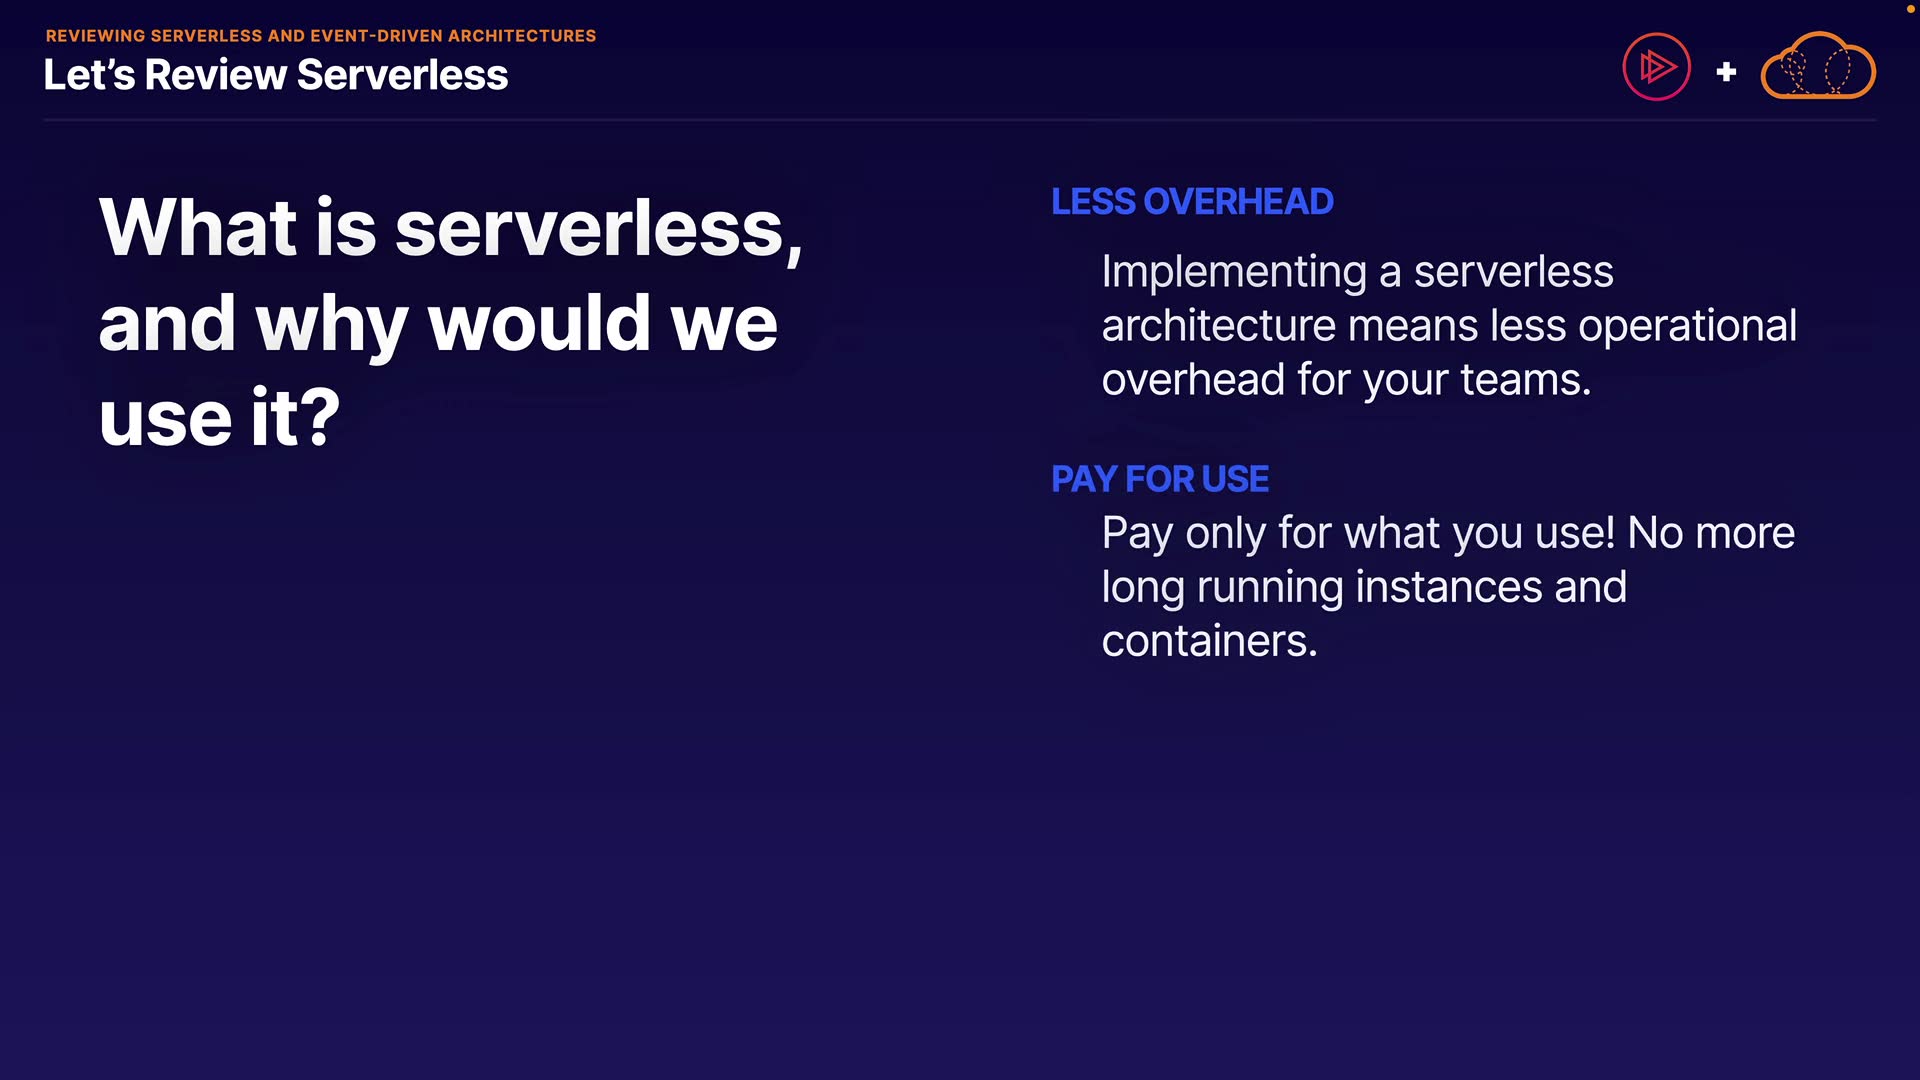 REVIEWING SERVERLESS AND EVENT-DRIVEN ARCHITECTURES
Let’s Review Serverless
What is serverless,
and why would we
use it?
LESS OVERHEAD
Implementing a serverless
architecture means less operational
overhead for your teams.
PAY FOR USE
Pay only for what you use! No more
long running instances and
containers.